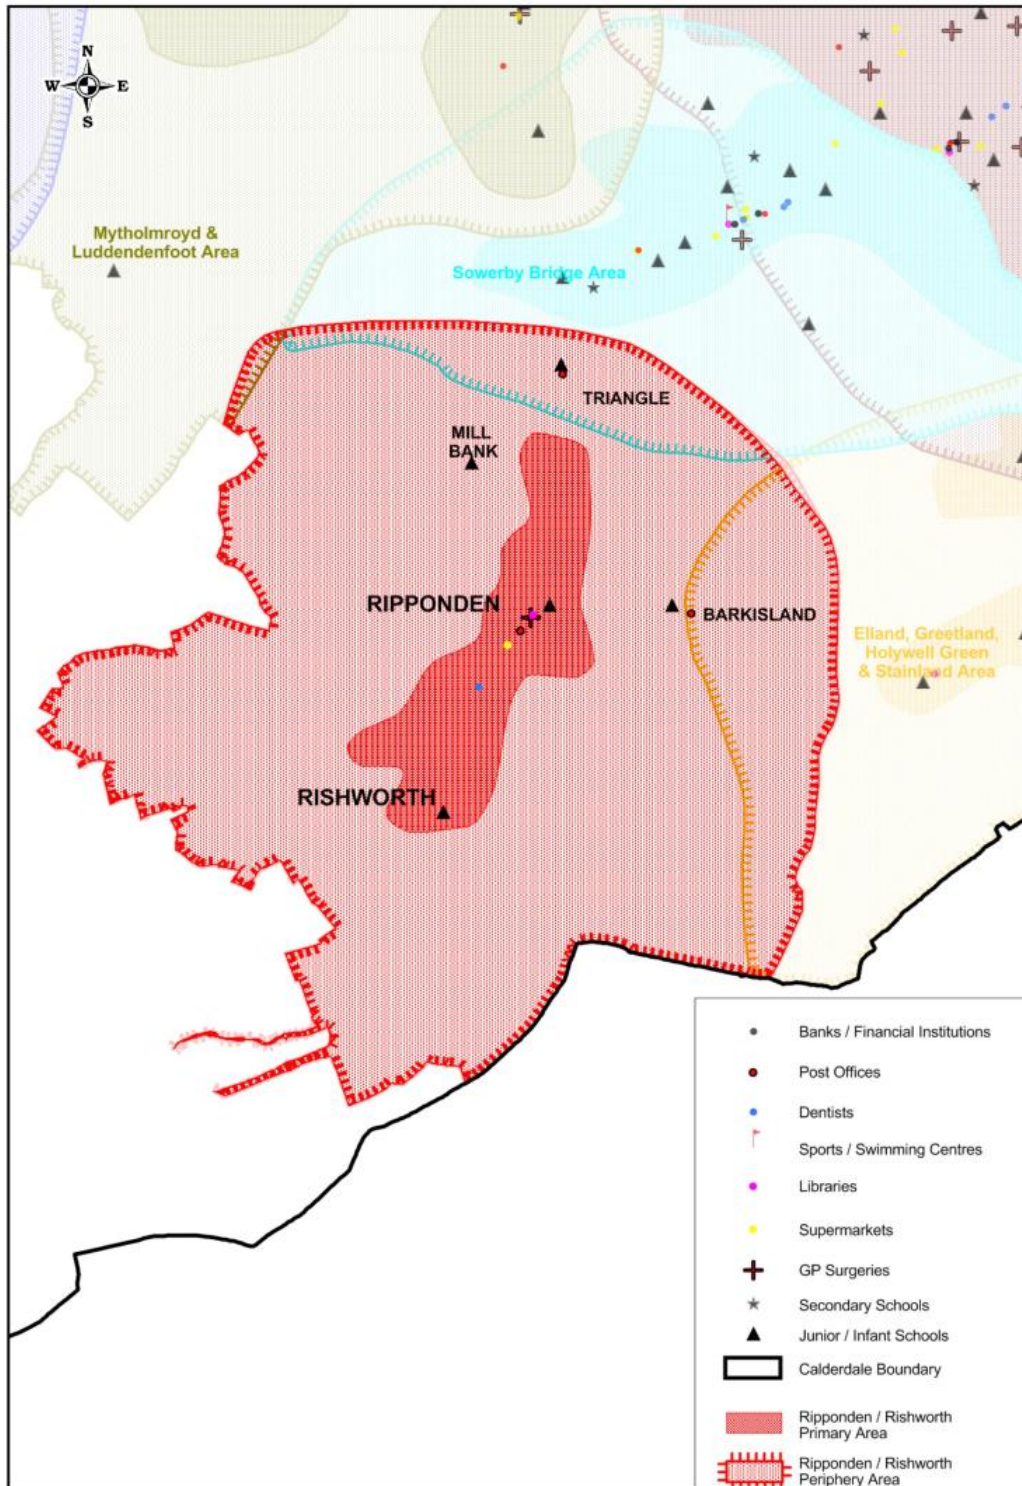 N
W E
S
Mytholmroyd &
Luddendenfoot Area
Sowerby Bridge Area
TRIANGLE
MILL
BANK
RIPPONDEN
BARKISLAND
Elland, Greetland,
Holywell Green
& Stainland Area
RISHWORTH
Banks / Financial Institutions
Post Offices
Dentists
Sports / Swimming Centres
Libraries
Supermarkets
GP Surgeries
Secondary Schools
Junior / Infant Schools
Calderdale Boundary
Ripponden / Rishworth
Primary Area
Ripponden / Rishworth
Periphery Area